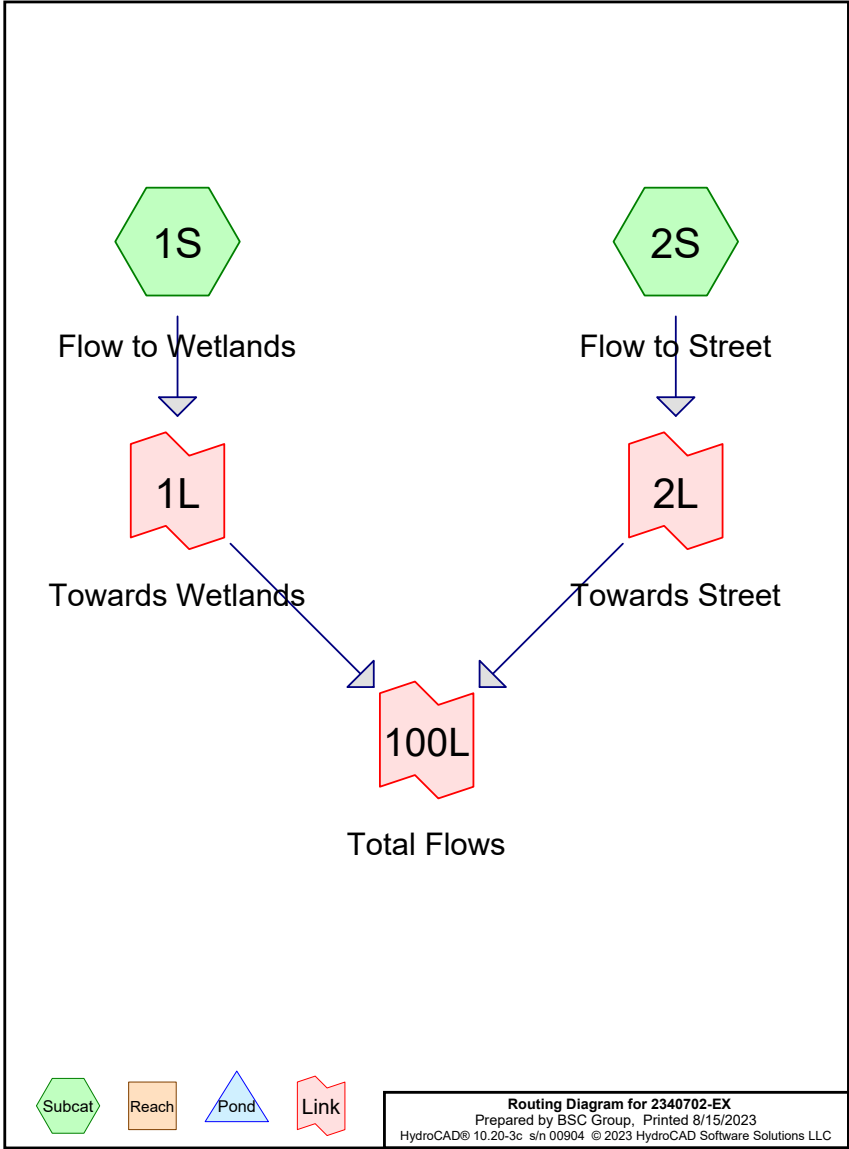 1S
2S
Flow to Wetlands
Flow to Street
1L
2L
Towards Wetlands
Towards Street
100L
Total Flows
Subcat
Reach
Pond
Link
Routing Diagram for 2340702-EX
Prepared by BSC Group, Printed 8/15/2023
HydroCAD® 10.20-3c s/n 00904 © 2023 HydroCAD Software Solutions LLC